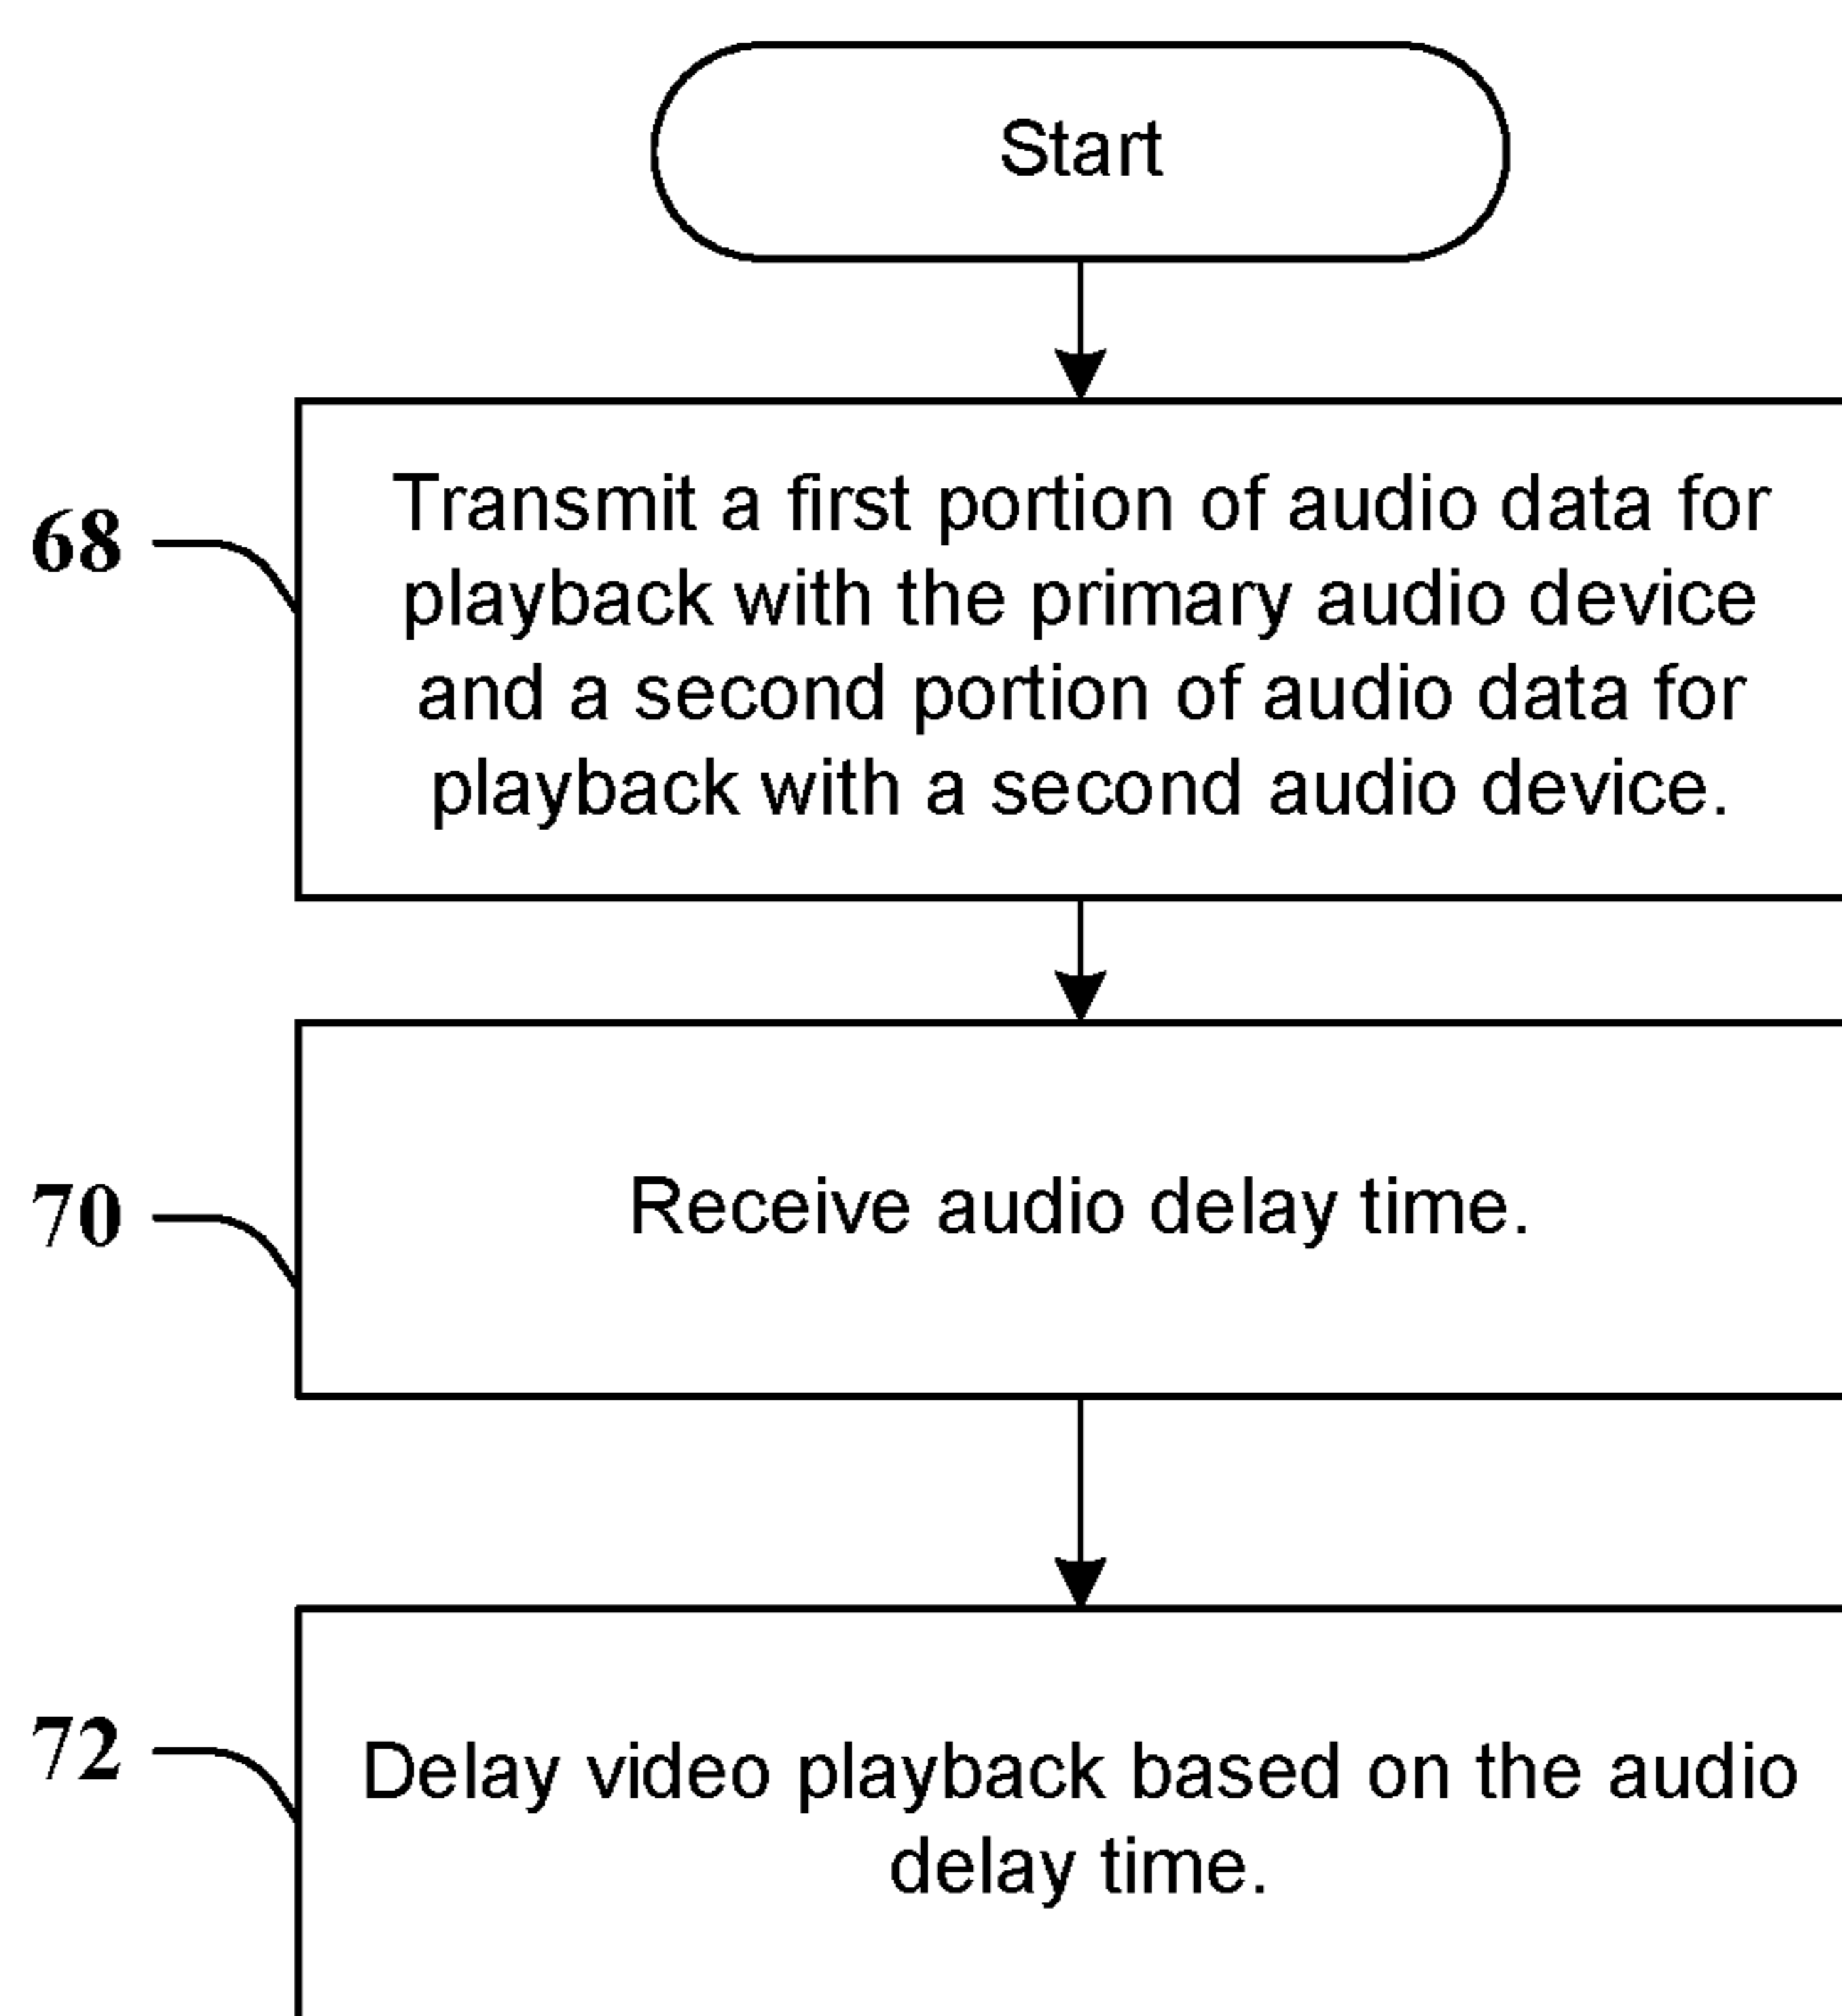 Start
Transmit a first portion of audio data for
playback with the primary audio device
and a second portion of audio data for
playback with a second audio device.
68
Receive audio delay time.
70
Delay video playback based on the audio
delay time.
72